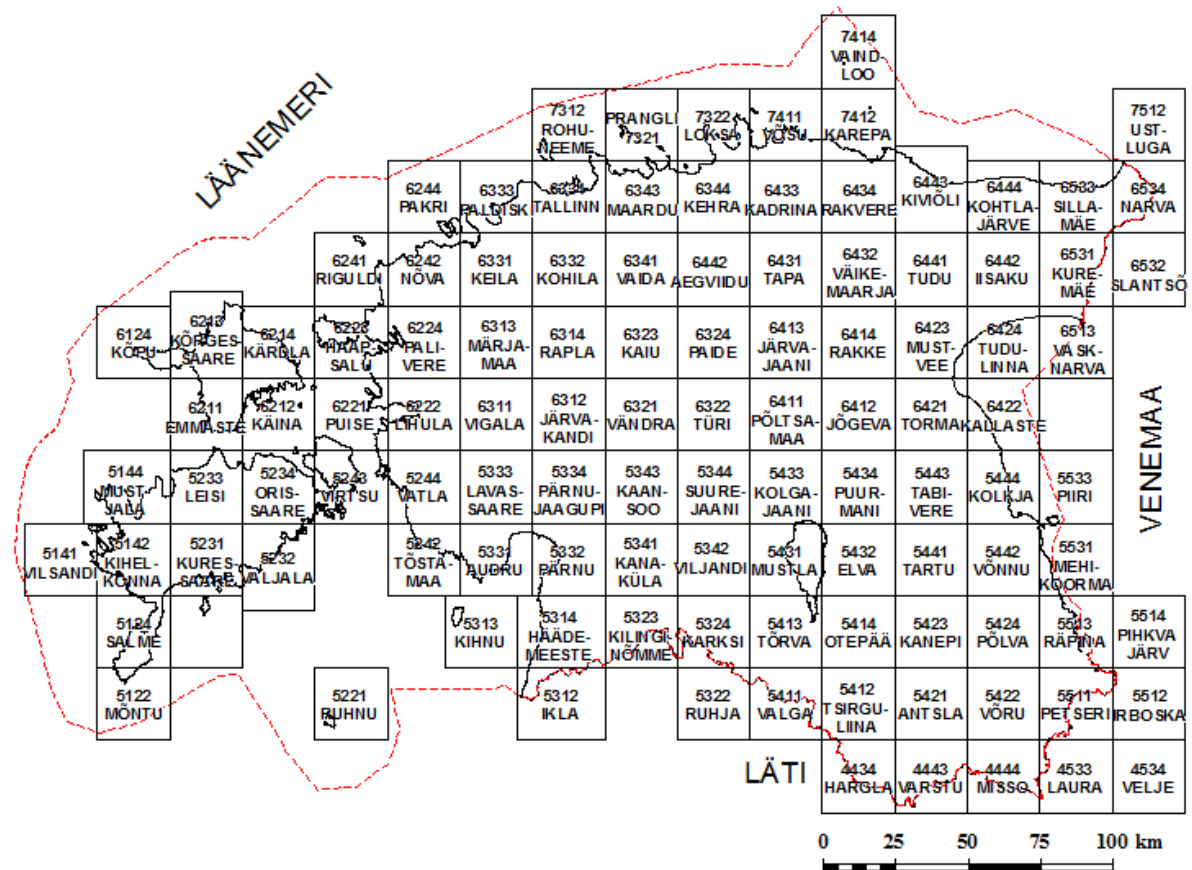 7414
VAIND-
LOO
LÄÄNEMERI
7312
ROHU-
NEEME
PRANGLI
7321
7322
LOKSA
7411
VÕSU
7412
KAREPA
7512
UST-
LUGA
6244
PAKRI
6333
PALDISKI
6334
TALLINN
6343
MAARDU
6344
KEHRA
6433
KADRINA
6434
RAKVERE
6443
KIVIÕLI
6444
KOHTLA-
JÄRVE
6533
SILLA-
MÄE
6534
NARVA
6241
RIGULDI
6242
NÕVA
6331
KEILA
6332
KOHILA
6341
VAIDA
6442
AEGVIIDU
6431
TAPA
6432
VÄIKE-
MAARJA
6441
TUDU
6442
IISAKU
6531
KURE-
MÄE
6532
SLANTSÕ
6124
KÕPU
6213
KÕRGES-
SAARE
6214
KÄRDLA
6223
HAAP-
SALU
6224
PALI-
VERE
6313
MÄRJA-
MAA
6314
RAPLA
6323
KAIU
6324
PAIDE
6413
JÄRVA-
JAANI
6414
RAKKE
6423
MUST-
VEE
6424
TUDU-
LINNA
6513
VASK-
NARVA
6211
EMMASTE
6212
KÄINA
6221
PUISE
6222
LIHULA
6311
VIGALA
6312
JÄRVA-
KANDI
6321
VÄNDRA
6322
TÜRI
6411
PÕLTSA-
MAA
6412
JÕGEVA
6421
TORMA
6422
KALLASTE
VENEMAA
5144
MUST-
JALA
5233
LEISI
5234
ORIS-
SAARE
5243
VIRTSU
5244
VATLA
5333
LAVAS-
SAARE
5334
PÄRNU-
JAAGUPI
5343
KAAN-
SOO
5344
SUURE-
JAANI
5433
KOLGA-
JAANI
5434
PUUR-
MANI
5443
TABI-
VERE
5444
KOLKJA
5533
PIIRI
5141
VILSANDI
5142
KIHEL-
KONNA
5231
KURES-
SAARE
5232
VALJALA
5242
TÕSTA-
MAA
5331
AUDRU
5332
PÄRNU
5341
KANA-
KÜLA
5342
VILJANDI
5431
MUSTLA
5432
ELVA
5441
TARTU
5442
VÕNNU
5531
MEHI-
KOORMA
5124
SALME
5313
KIHNU
5314
HÄÄDE-
MEESTE
5323
KILINGI-
NÕMME
5324
KARKSI
5413
TÕRVA
5414
OTEPÄÄ
5423
KANEPI
5424
PÕLVA
5513
RÄPINA
5514
PIHKVA
JÄRV
5122
MÕNTU
5221
RUHNU
5312
IKLA
5322
RUHJA
5411
VALGA
5412
TSIRGU-
LIINA
5421
ANTSLA
5422
VÕRU
5511
PETSERI
5512
IRBOSKA
LÄTI
4434
HARGLA
4443
VARSTU
4444
MISSO
4533
LAURA
4534
VELJE
0 25 50 75 100 km